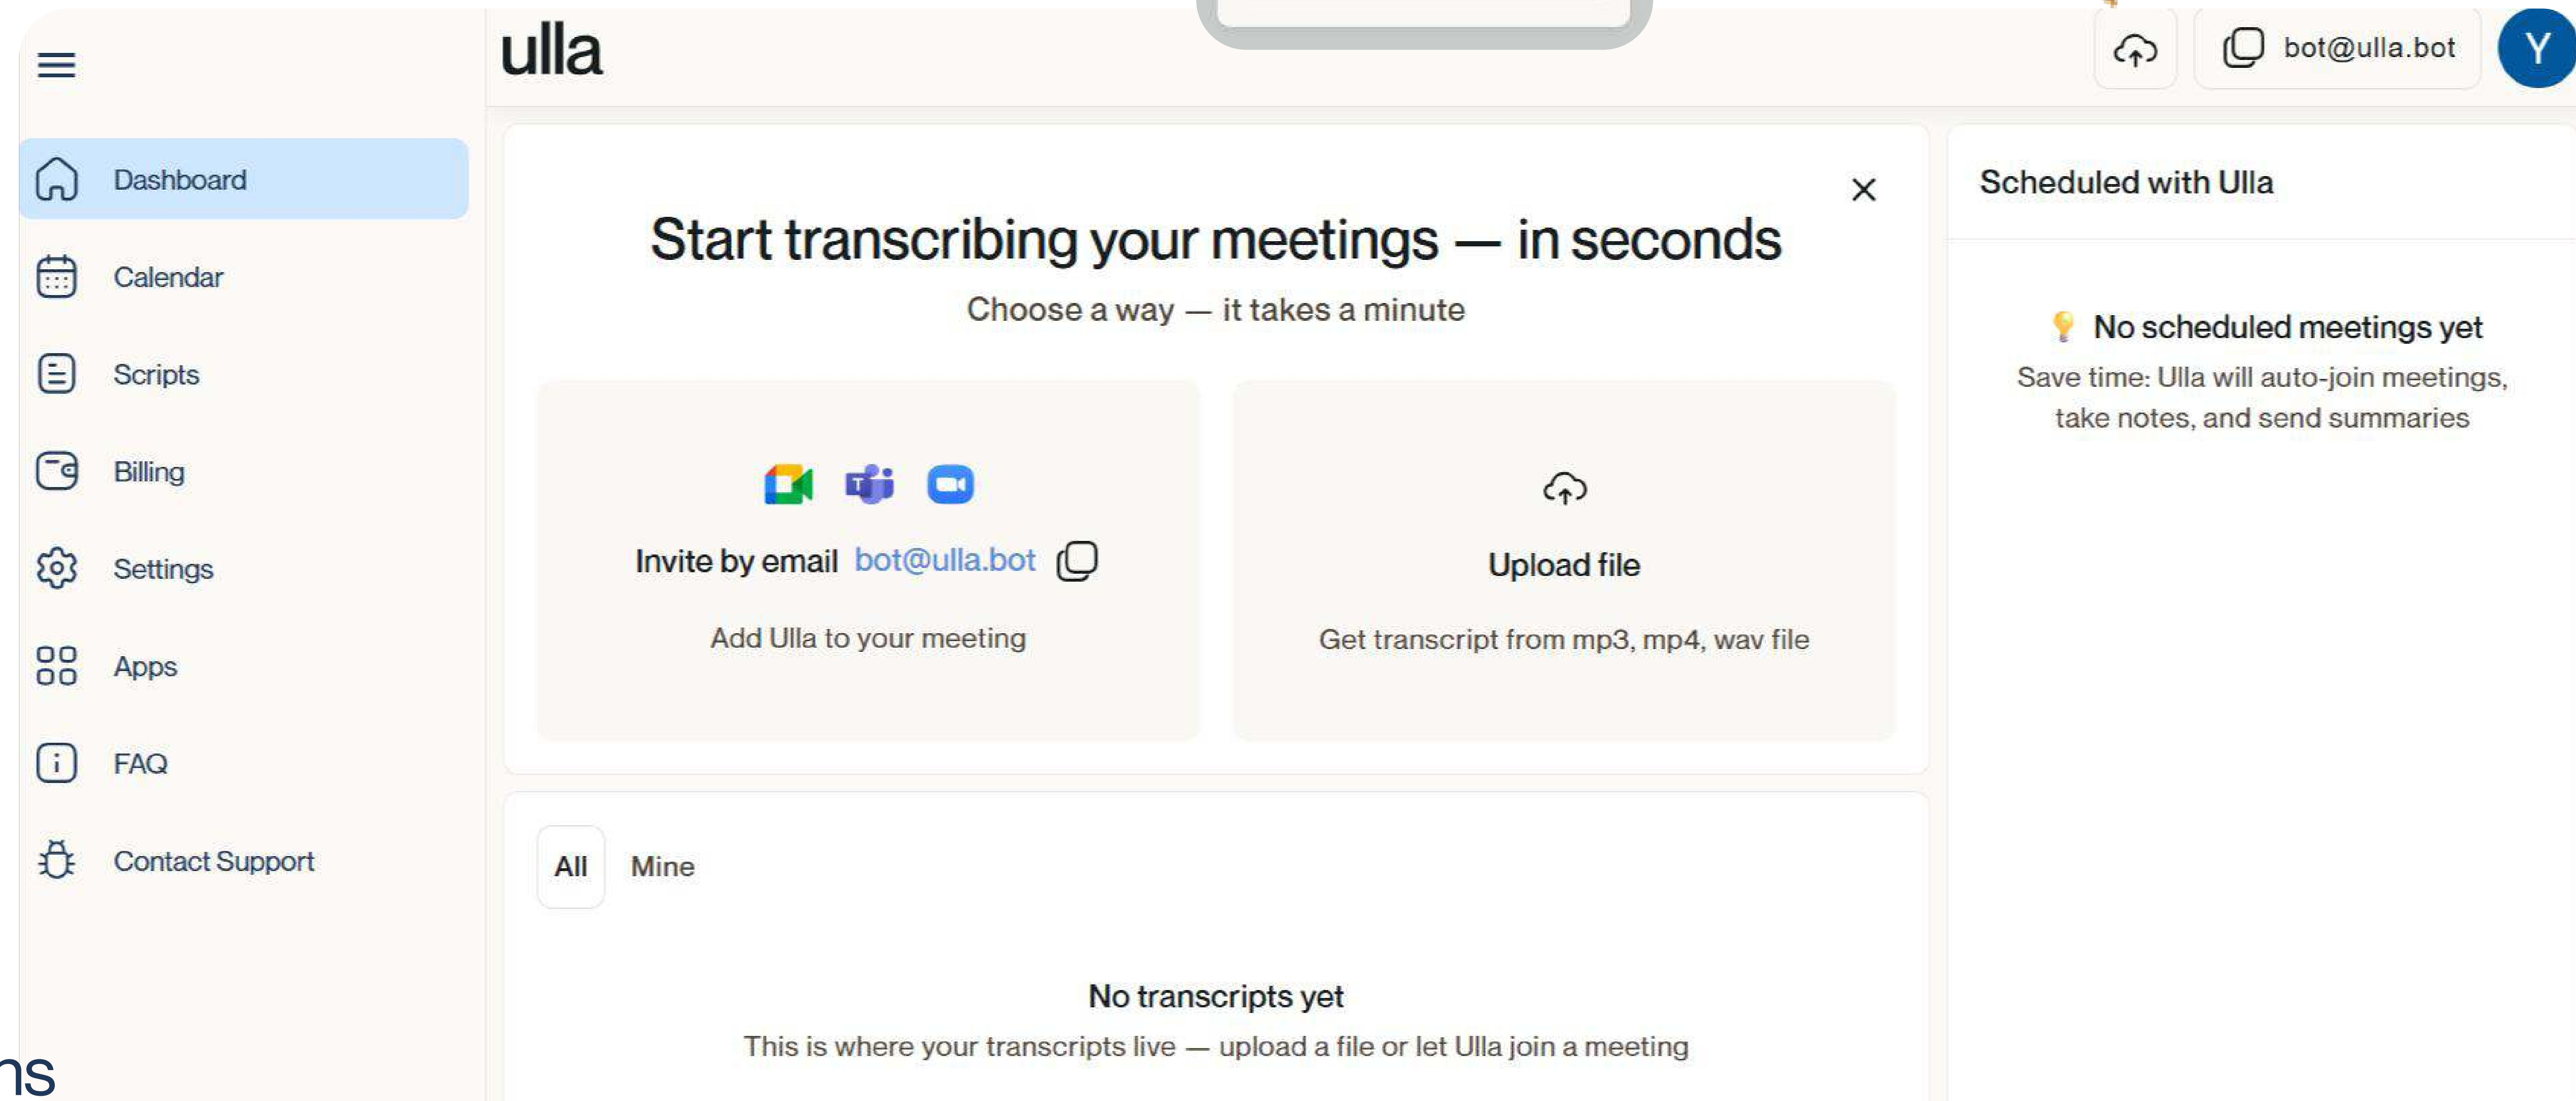 ulla
bot@ulla.bot
Y
Dashboard
Calendar
Scripts
Billing
Settings
Apps
FAQ
Contact Support
Start transcribing your meetings — in seconds
Choose a way — it takes a minute
Invite by email bot@ulla.bot
Add Ulla to your meeting
Upload file
Get transcript from mp3, mp4, wav file
All Mine
No transcripts yet
This is where your transcripts live — upload a file or let Ulla join a meeting
Scheduled with Ulla
No scheduled meetings yet
Save time: Ulla will auto-join meetings,
take notes, and send summaries